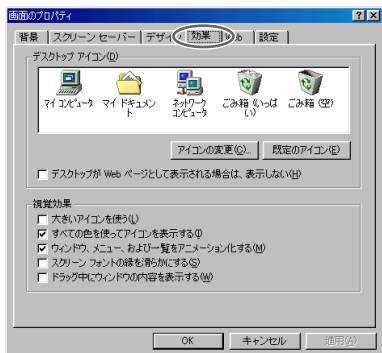 画面のプロパティ
背景 スクリーン セーバー デザイ 効果 b 設定
デスクトップ アイコン(D)
マイ コンピュータ マイ ドキュメント ネットワーク コンピュータ ごみ箱 (いっぱい) ごみ箱 (空)
アイコンの変更(C)... 既定のアイコン(E)
デスクトップが Web ページとして表示される場合は、表示しない(H)
視覚効果
大きいアイコンを使う(L)
すべての色を使ってアイコンを表示する(I)
ウィンドウ、メニュー、および一覧をアニメーション化する(M)
スクリーン フォントの縁を滑らかにする(S)
ドラッグ中にウィンドウの内容を表示する(W)
OK キャンセル 適用(A)